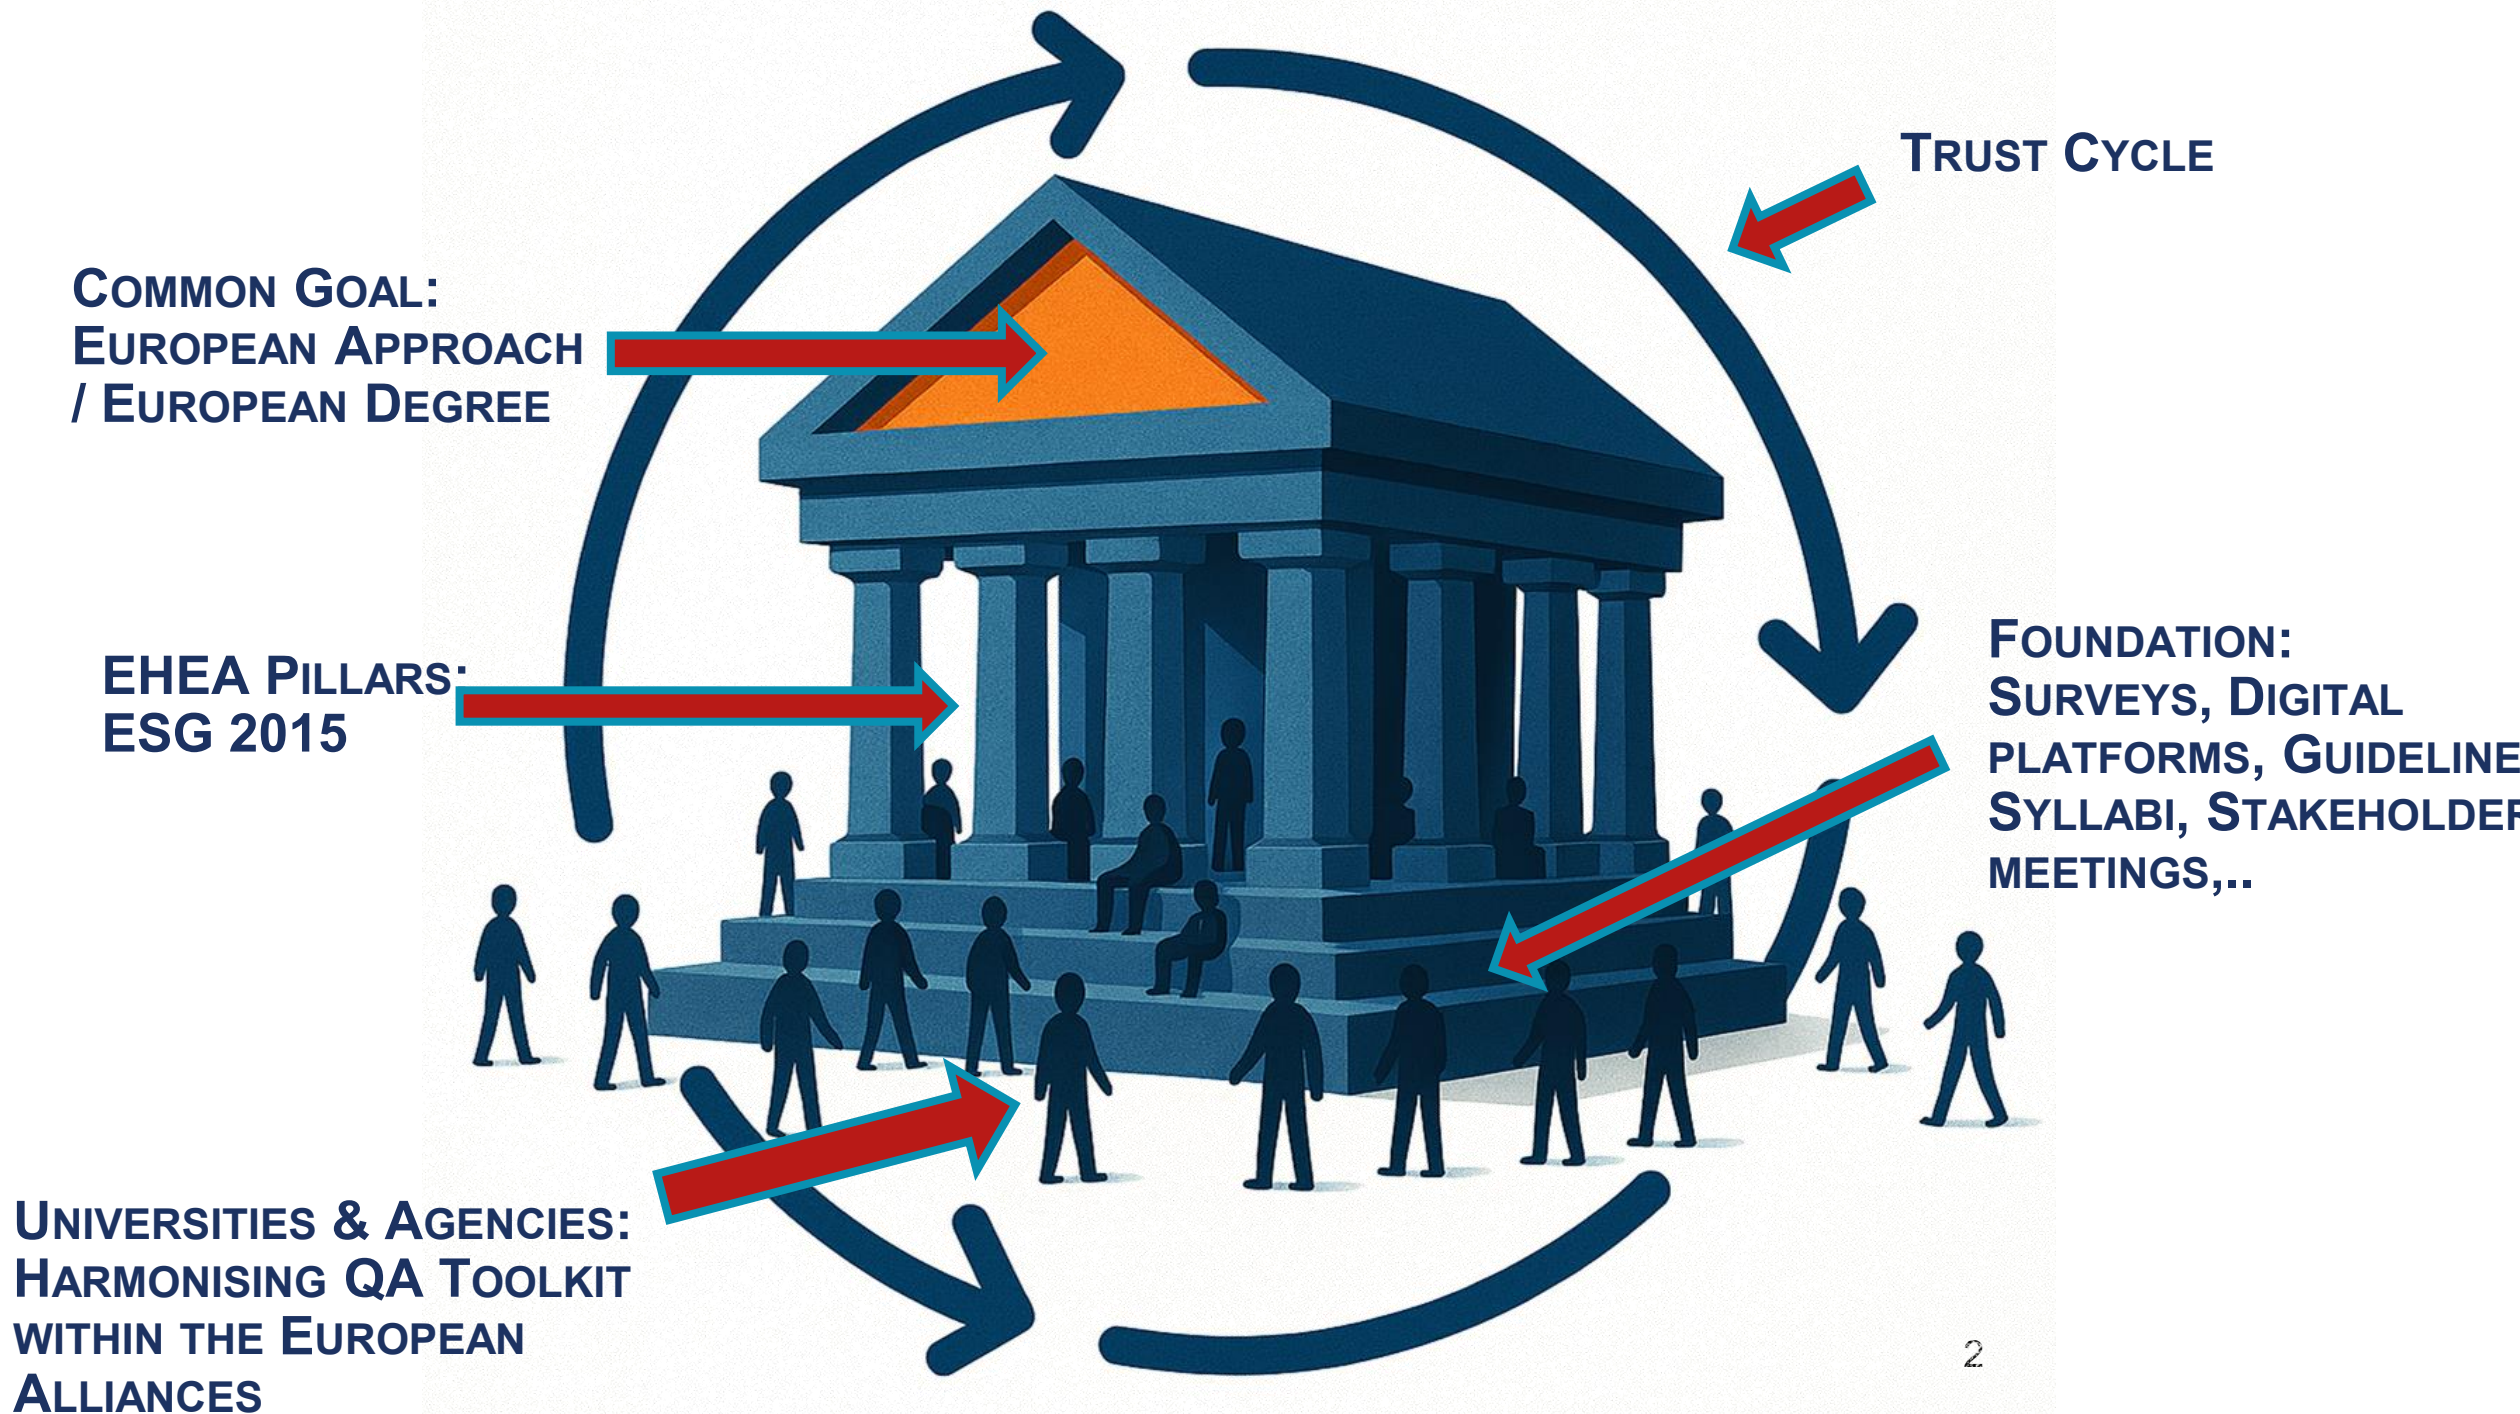 Trust Cycle
Common Goal:
European Approach
/ European Degree
EHEA Pillars:
ESG 2015
Foundation:
Surveys, Digital
platforms, Guideline
Syllabi, Stakeholder
meetings,..
Universities & Agencies:
Harmonising QA Toolkit
within the European
Alliances
2